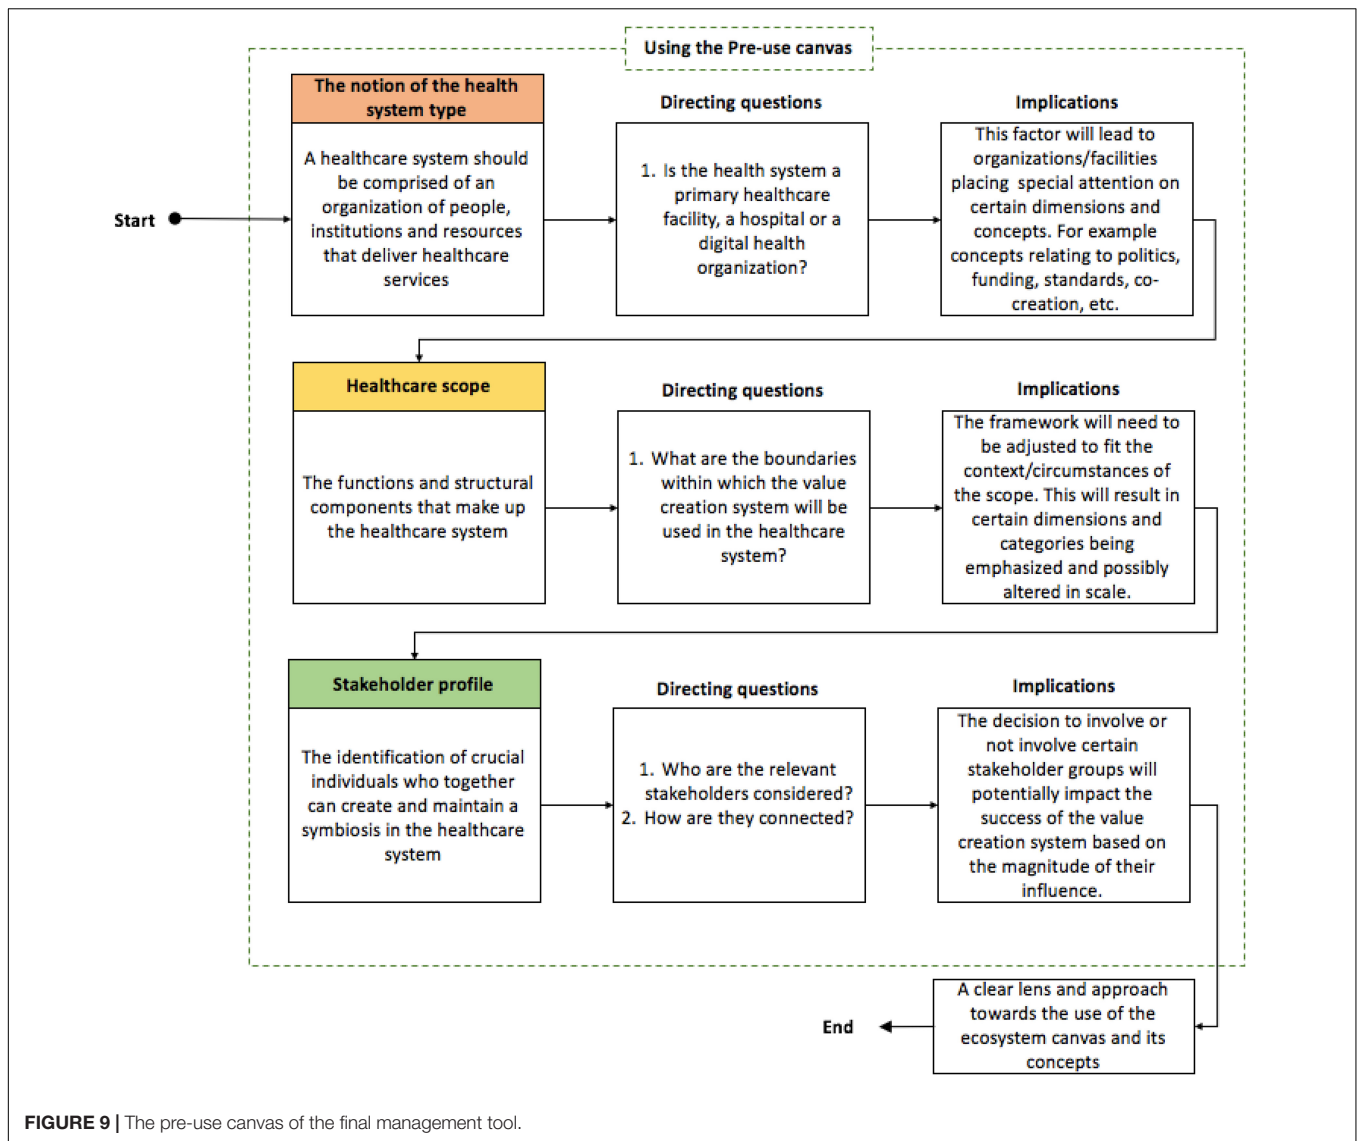 Using the Pre-use canvas
The notion of the health
system type
Directing questions
Implications
Start
A healthcare system should
be comprised of an
organization of people,
institutions and resources
that deliver healthcare
services
1. Is the health system a
primary healthcare
facility, a hospital or a
digital health
organization?
This factor will lead to
organizations/facilities
placing special attention on
certain dimensions and
concepts. For example
concepts relating to politics,
funding, standards, co-
creation, etc.
Healthcare scope
Directing questions
Implications
The functions and structural
components that make up
the healthcare system
1. What are the boundaries
within which the value
creation system will be
used in the healthcare
system?
The framework will need to
be adjusted to fit the
context/circumstances of
the scope. This will result in
certain dimensions and
categories being
emphasized and possibly
altered in scale.
Stakeholder profile
Directing questions
Implications
The identification of crucial
individuals who together
can create and maintain a
symbiosis in the healthcare
system
1. Who are the relevant
stakeholders considered?
2. How are they connected?
The decision to involve or
not involve certain
stakeholder groups will
potentially impact the
success of the value
creation system based on
the magnitude of their
influence.
A clear lens and approach
towards the use of the
ecosystem canvas and its
concepts
End
FIGURE 9 | The pre-use canvas of the final management tool.